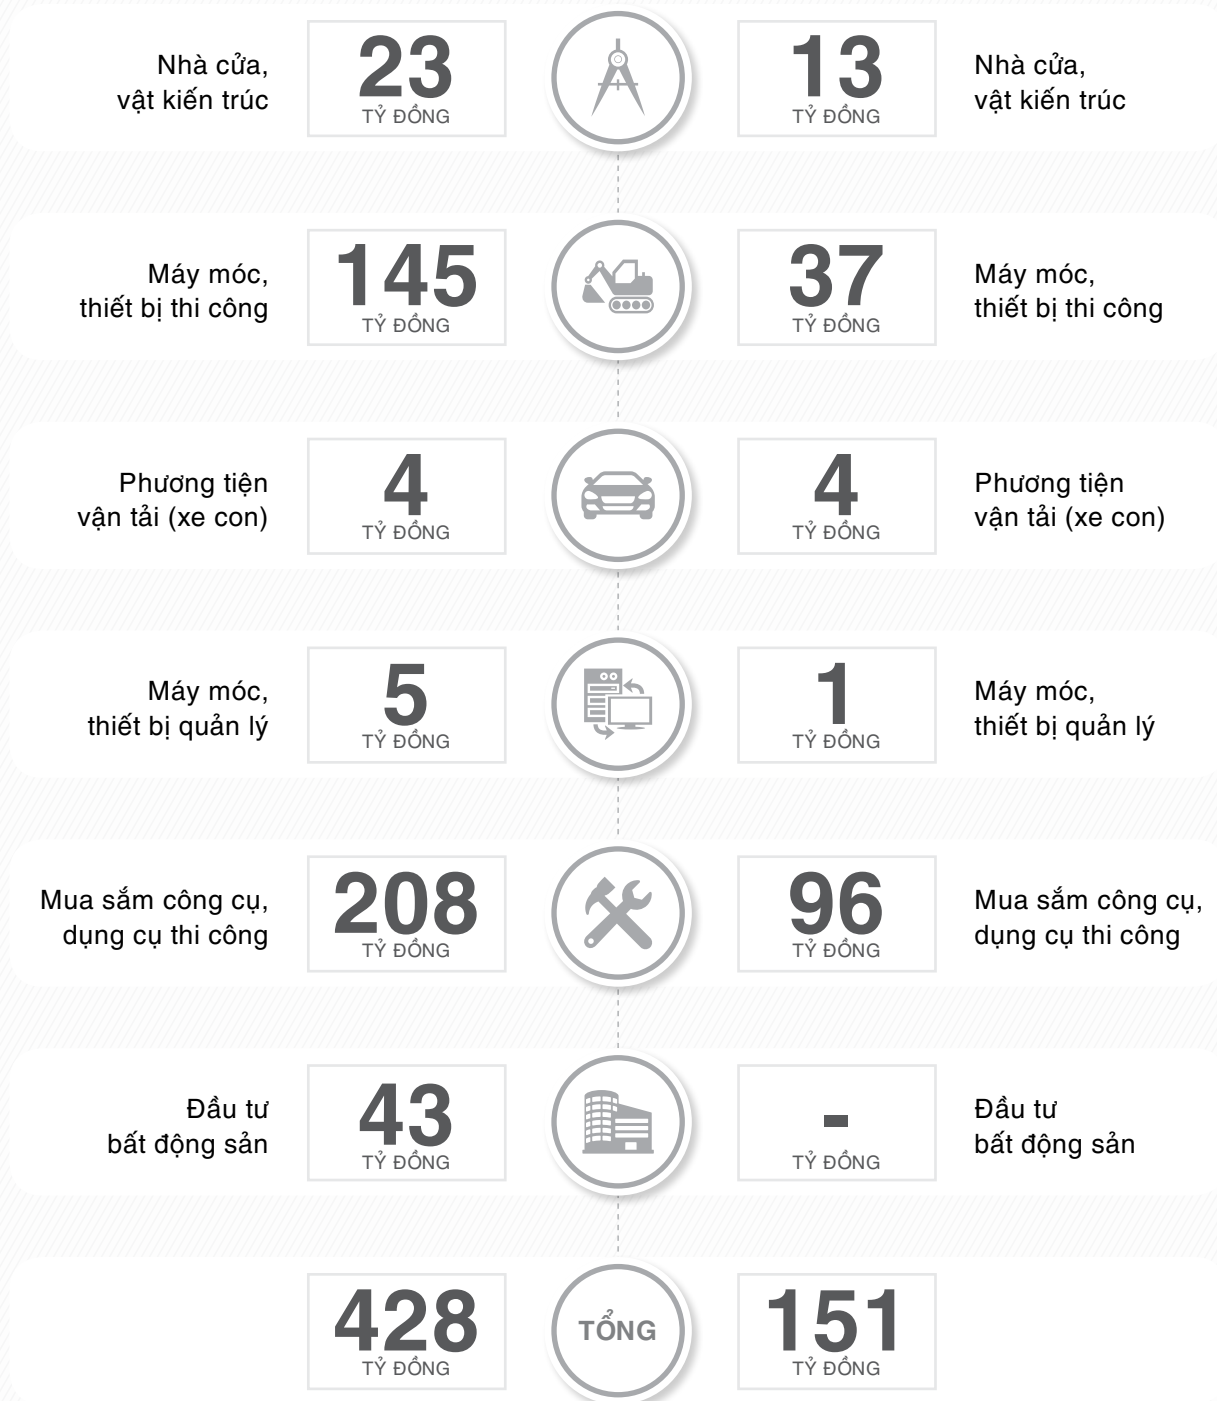 Nhà cửa,
vật kiến trúc
23
TỶ ĐỒNG
13
TỶ ĐỒNG
Nhà cửa,
vật kiến trúc
Máy móc,
thiết bị thi công
145
TỶ ĐỒNG
37
TỶ ĐỒNG
Máy móc,
thiết bị thi công
Phương tiện
vận tải (xe con)
4
TỶ ĐỒNG
4
TỶ ĐỒNG
Phương tiện
vận tải (xe con)
Máy móc,
thiết bị quản lý
5
TỶ ĐỒNG
1
TỶ ĐỒNG
Máy móc,
thiết bị quản lý
Mua sắm công cụ,
dụng cụ thi công
208
TỶ ĐỒNG
96
TỶ ĐỒNG
Mua sắm công cụ,
dụng cụ thi công
Đầu tư
bất động sản
43
TỶ ĐỒNG
-
TỶ ĐỒNG
Đầu tư
bất động sản
428
TỶ ĐỒNG
TỔNG
151
TỶ ĐỒNG